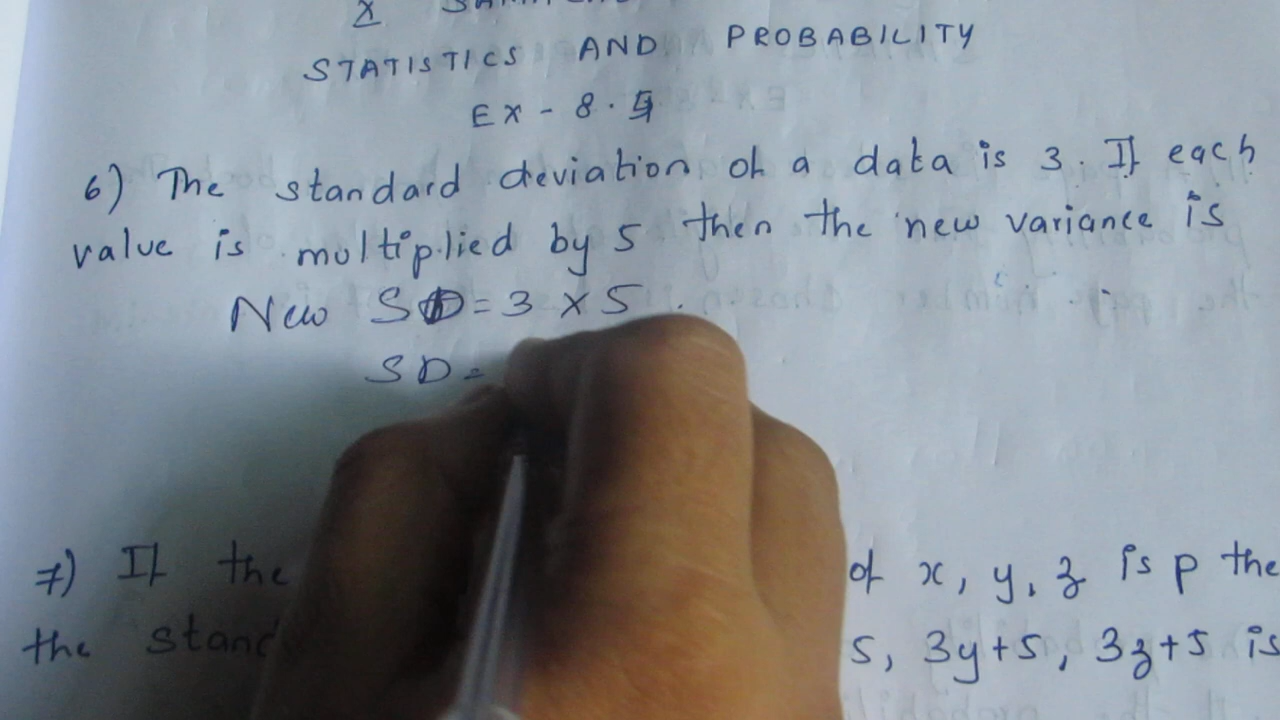 X
STATISTICS AND PROBABILITY
EX - 8.5
6) The standard deviation of a data is 3. If each
value is multiplied by 5 then the new variance is
New SD = 3 x 5
SD =
7) If the of x, y, z is p the
the stand 5, 3y+5, 3z+5 is